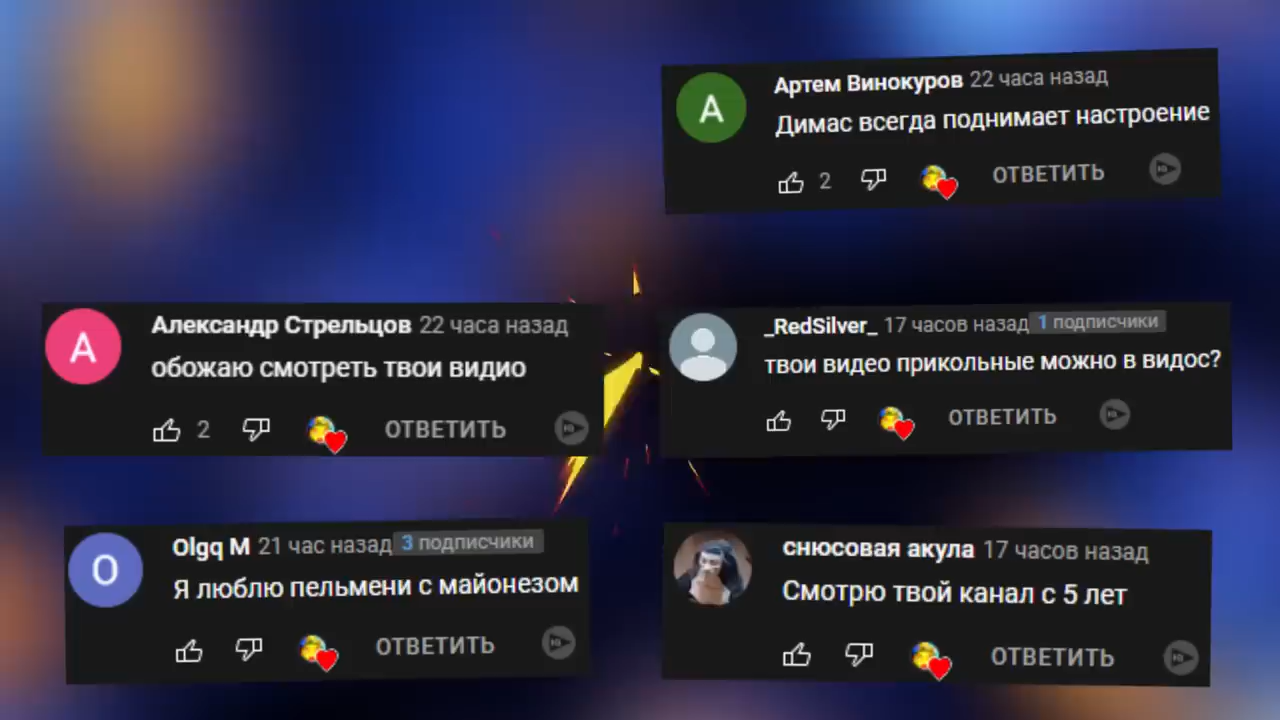 Артем Винокуров 22 часа назад
Димас всегда поднимает настроение
2 ОТВЕТИТЬ
Александр Стрельцов 22 часа назад
обожаю смотреть твои видио
2 ОТВЕТИТЬ
_RedSilver_ 17 часов назад 1 подписчики
твои видео прикольные можно в видос?
ОТВЕТИТЬ
Olgq M 21 час назад 3 подписчики
Я люблю пельмени с майонезом
ОТВЕТИТЬ
снюсовая акула 17 часов назад
Смотрю твой канал с 5 лет
ОТВЕТИТЬ